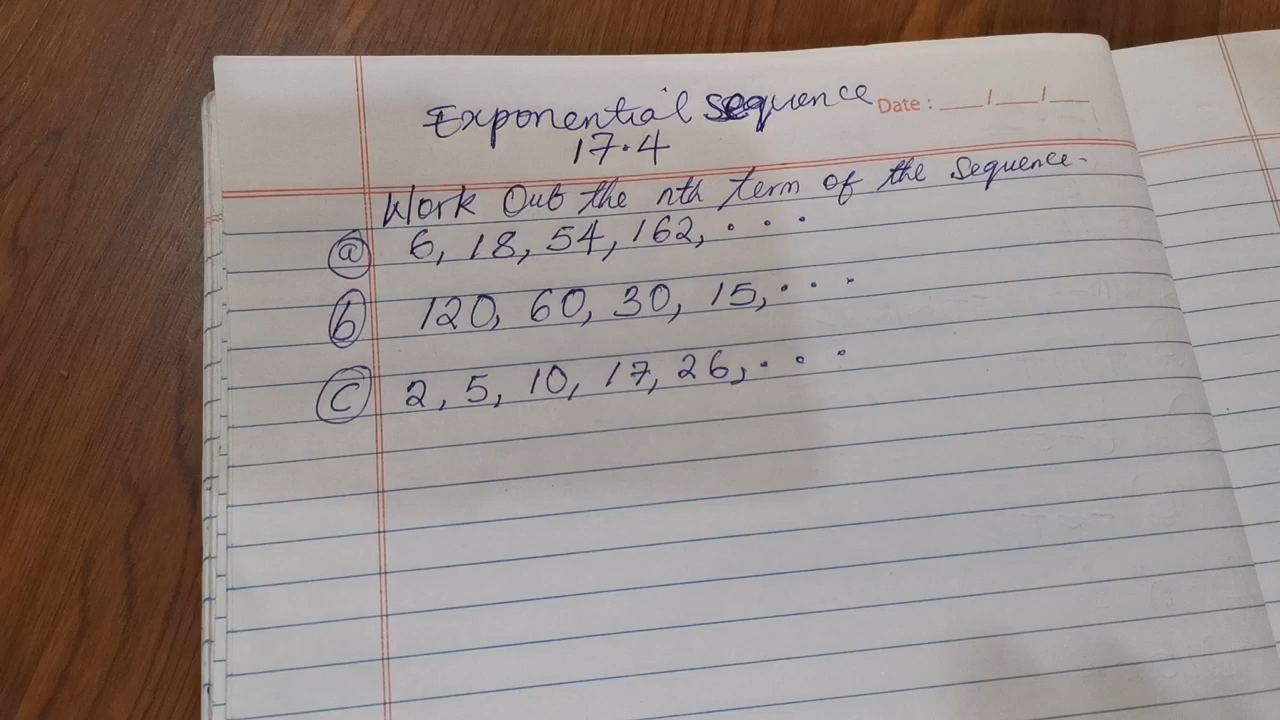 Exponential sequence
Date : __/__/__
17.4
Work Out the nth term of the sequence.
(a) 6, 18, 54, 162, . . .
(b) 120, 60, 30, 15, . . .
(c) 2, 5, 10, 17, 26, . . .